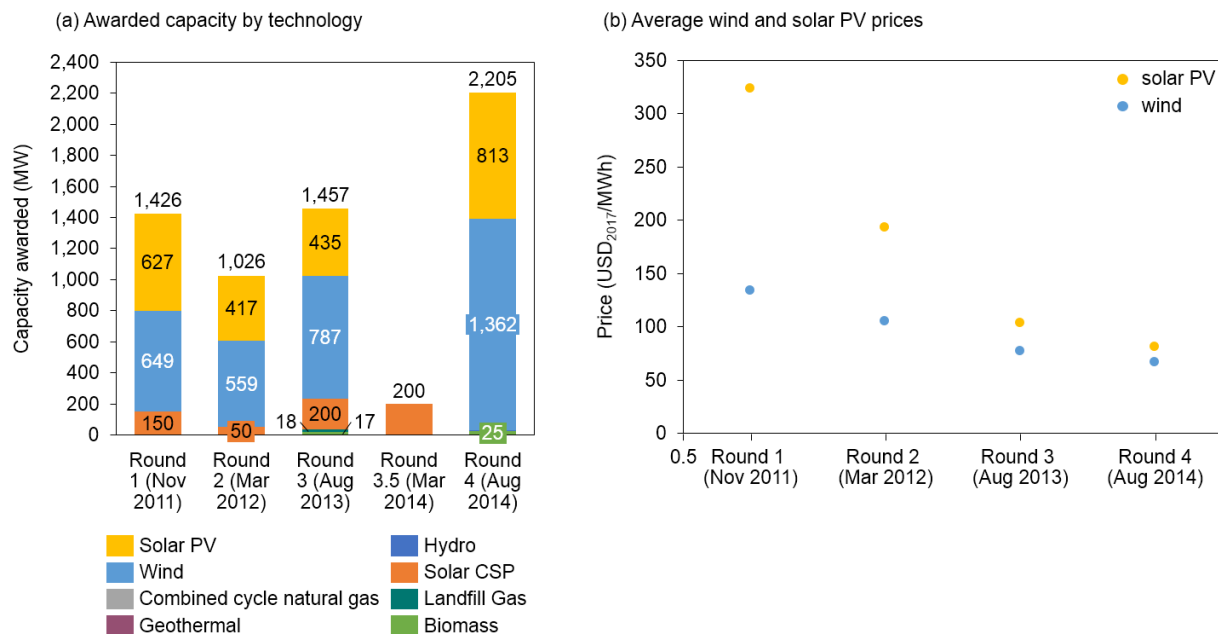 (a) Awarded capacity by technology
Capacity awarded (MW)
2,400
2,200
2,000
1,800
1,600
1,400
1,200
1,000
800
600
400
200
0
1,426
627
649
150
1,026
417
559
50
1,457
435
787
200
18
17
200
2,205
813
1,362
25
Round
1 (Nov
2011)
Round
2 (Mar
2012)
Round
3 (Aug
2013)
Round
3.5 (Mar
2014)
Round
4 (Aug
2014)
Solar PV
Wind
Combined cycle natural gas
Geothermal
Hydro
Solar CSP
Landfill Gas
Biomass
(b) Average wind and solar PV prices
Price (USD2017/MWh)
350
300
250
200
150
100
50
0
0.5
solar PV
wind
Round 1
(Nov 2011)
Round 2
(Mar 2012)
Round 3
(Aug 2013)
Round 4
(Aug 2014)